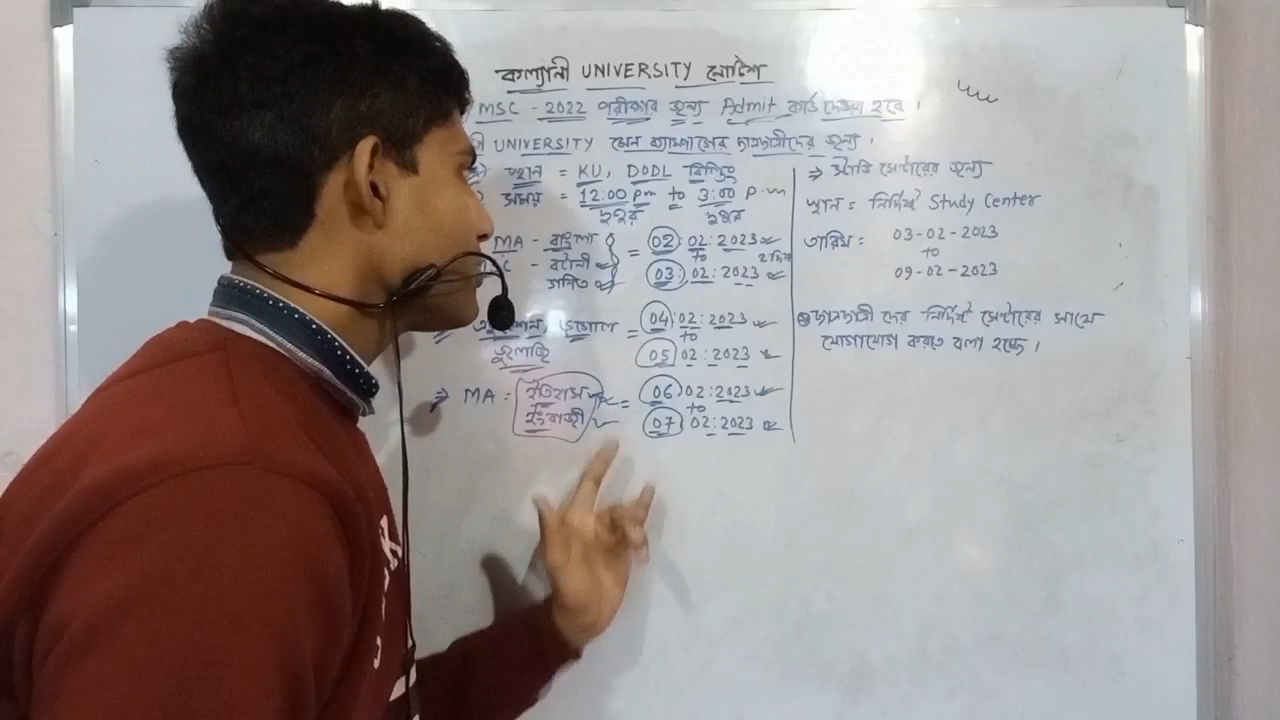 কল্যানী UNIVERSITY নোটিশ
MSC - 2022 পরীক্ষার জন্য Admit কার্ড দেওয়া হবে ।
UNIVERSITY মেন ক্যাম্পাসের ছাত্রছাত্রীদের জন্য ।
স্থান = KU, DODL বিল্ডিং
সময় = 12:00 pm to 3:00 p.m
দুপুর দুপুর
MA - বাংলা = 02:02:2023
to 2 দিন
C - বটানী
গনিত 03:02:2023
ভূগোল = 04:02:2023
to
জুলজি 05:02:2023
⇒ MA : ইতিহাস = 06:02:2023
to
ইংরাজী 07:02:2023
⇒ স্টাডি সেন্টারের জন্য
স্থান : নির্দিষ্ট Study Center
তারিখ : 03-02-2023
to
09-02-2023
ছাত্রছাত্রী দের নির্দিষ্ট সেন্টারের সাথে
যোগাযোগ করতে বলা হচ্ছে ।